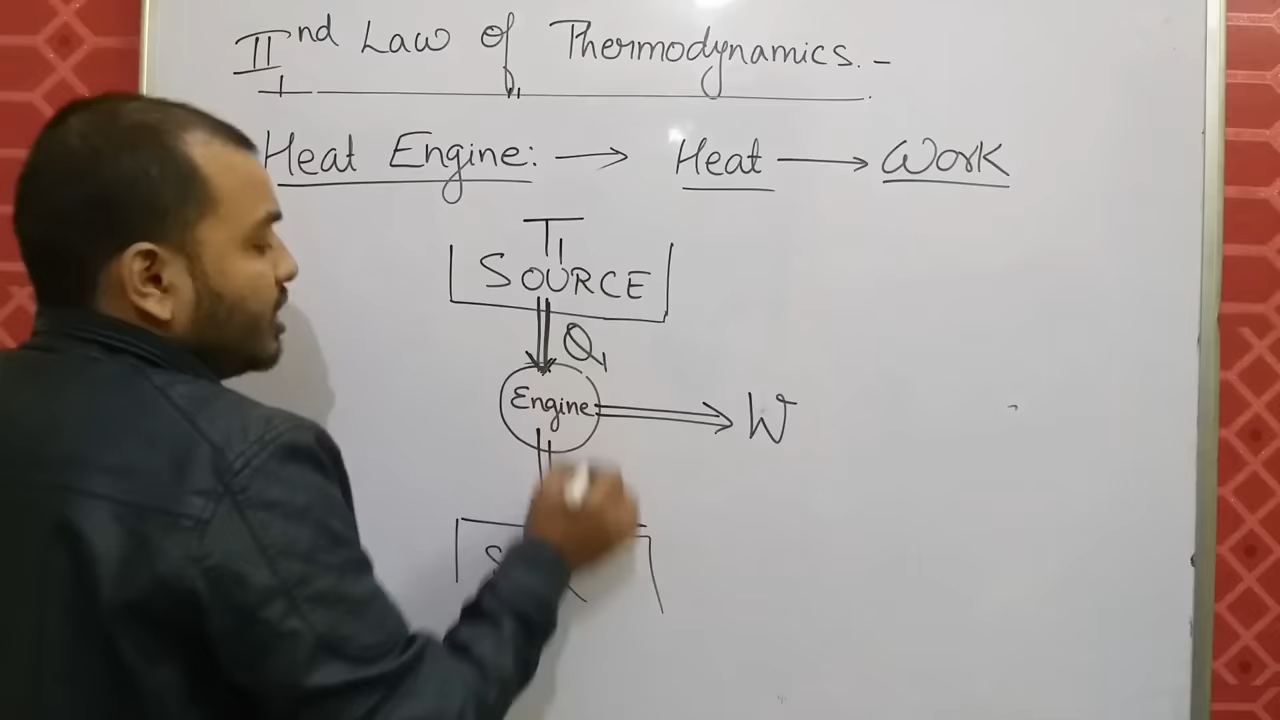 IInd Law of Thermodynamics. -
Heat Engine: → Heat → Work
T1
SOURCE
Q1
Engine
W